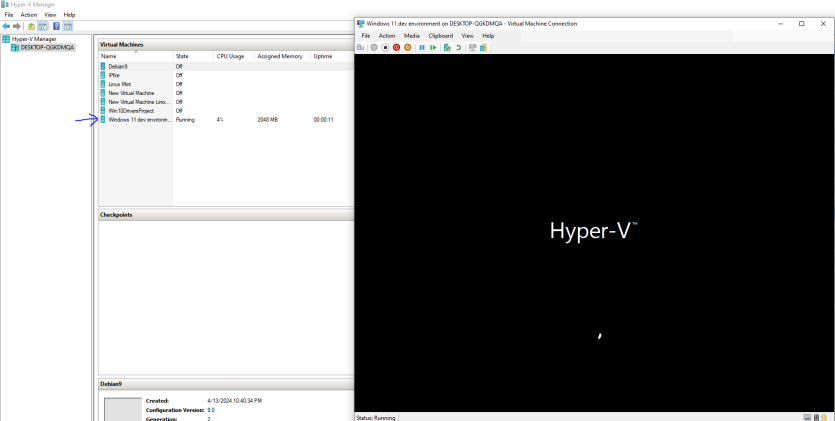 Hyper-V Manager
File Action View Help
Hyper-V Manager
DESKTOP-QGKDMQA
Virtual Machines
Name State CPU Usage Assigned Memory Uptime
Debian9 Off
IPfire Off
Linux Mint Off
New Virtual Machine Off
New Virtual Machine Linx... Off
Win10DriversProject Off
Windows 11 dev environm... Running 4% 2048 MB 00:00:11
Checkpoints
Debian9
Created: 4/13/2024 10:40:34 PM
Configuration Version: 9.0
Generation: 2
Windows 11 dev environment on DESKTOP-QGKDMQA - Virtual Machine Connection
File Action Media Clipboard View Help
Hyper-V™
Status: Running